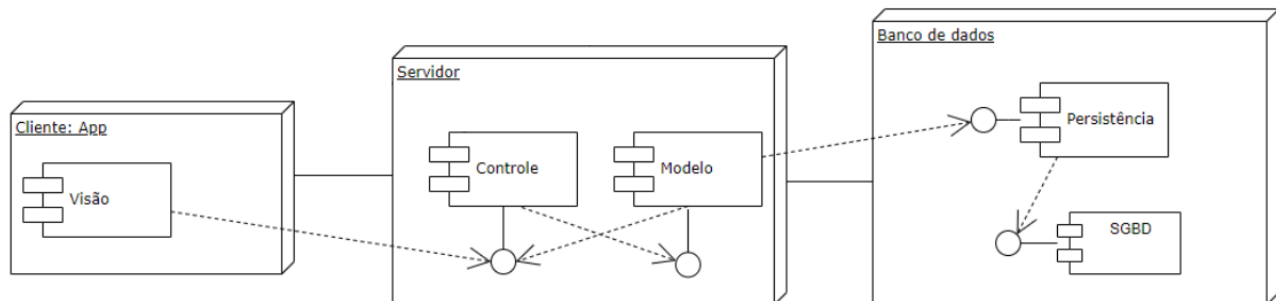 Cliente: App
Visão
Servidor
Controle
Modelo
Banco de dados
Persistência
SGBD